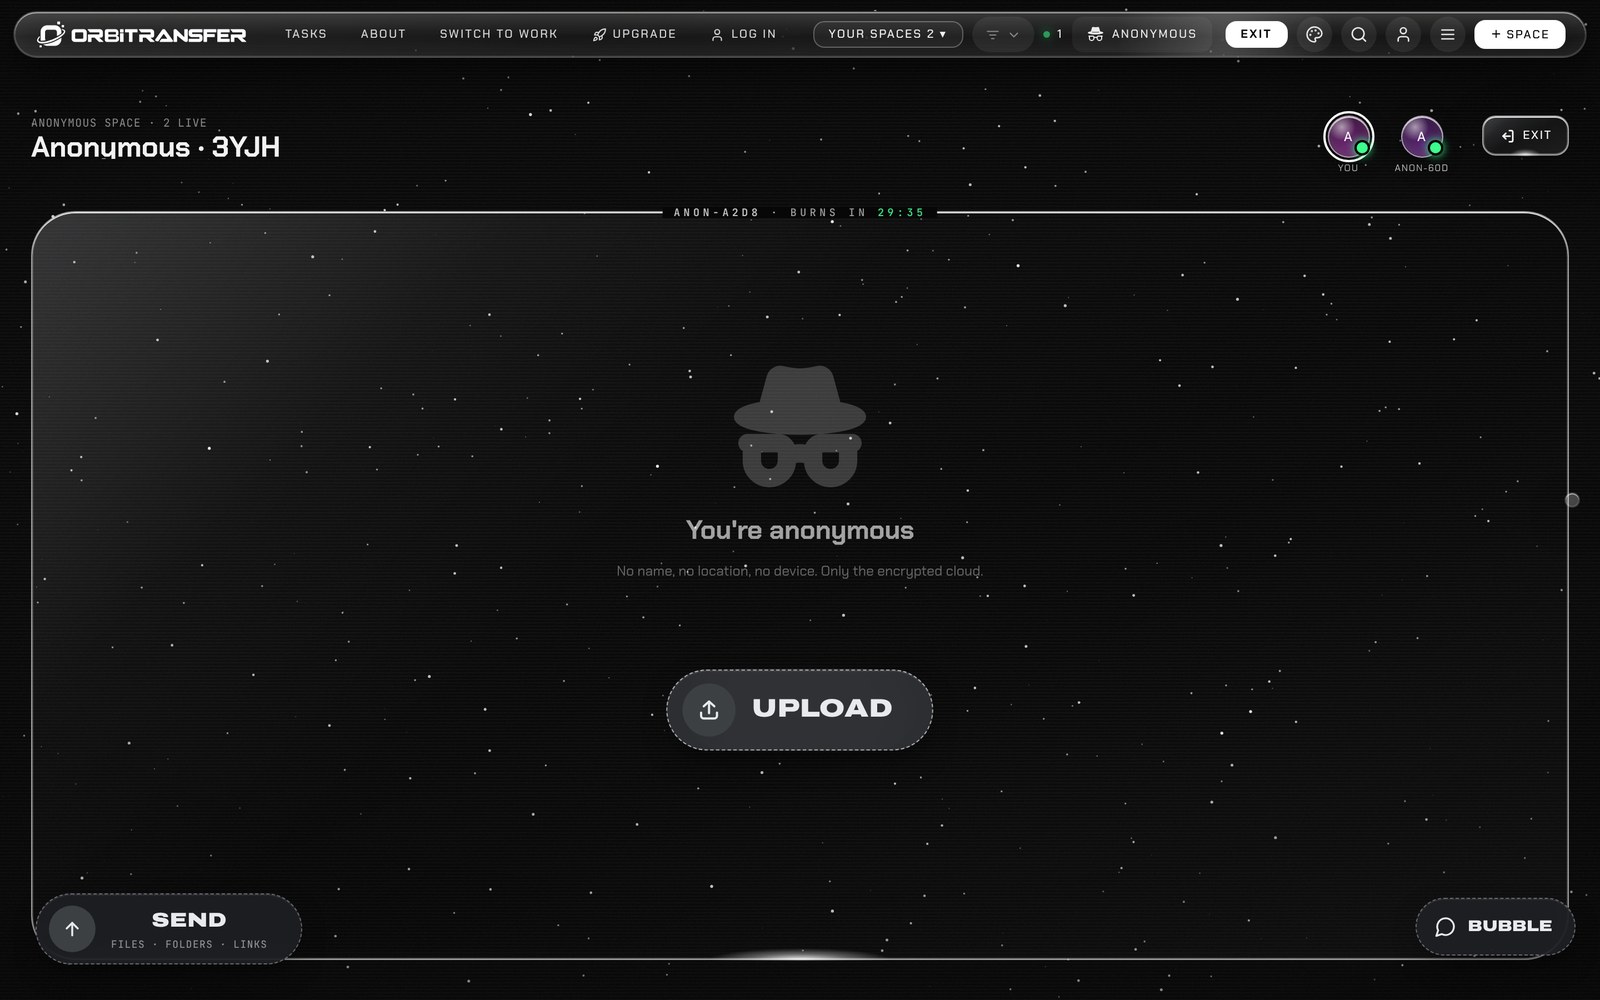 ORBITRANSFER TASKS ABOUT SWITCH TO WORK UPGRADE LOG IN YOUR SPACES 2 ▾ 1 ANONYMOUS EXIT + SPACE
ANONYMOUS SPACE · 2 LIVE
Anonymous · 3YJH
A A EXIT
YOU ANON-60D
ANON-A2D8 · BURNS IN 29:35
You're anonymous
No name, no location, no device. Only the encrypted cloud.
UPLOAD
SEND
FILES · FOLDERS · LINKS
BUBBLE